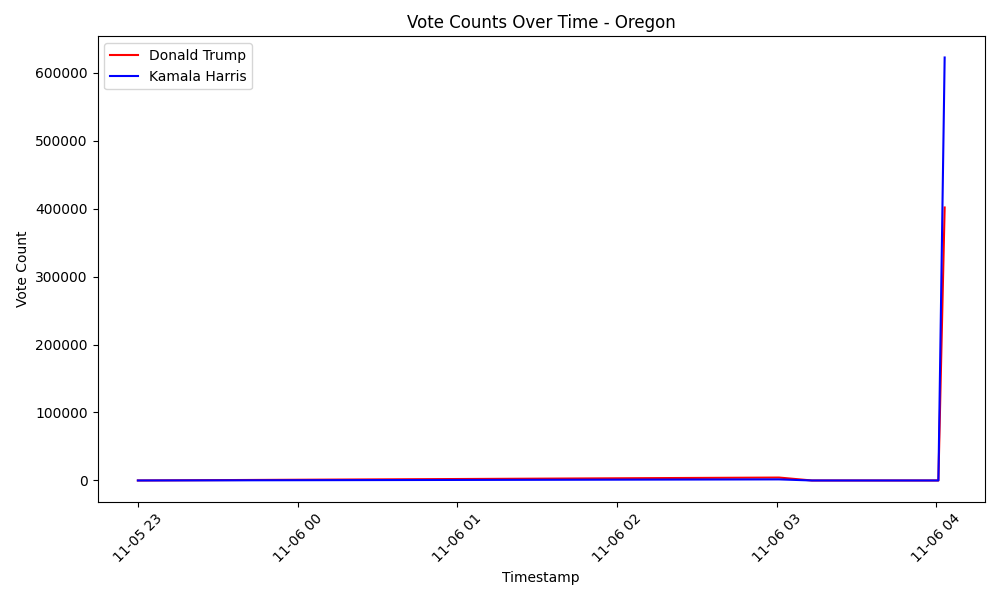 Vote Counts Over Time - Oregon
Donald Trump
Kamala Harris
Vote Count
600000
500000
400000
300000
200000
100000
0
11-05 23
11-06 00
11-06 01
11-06 02
11-06 03
11-06 04
Timestamp